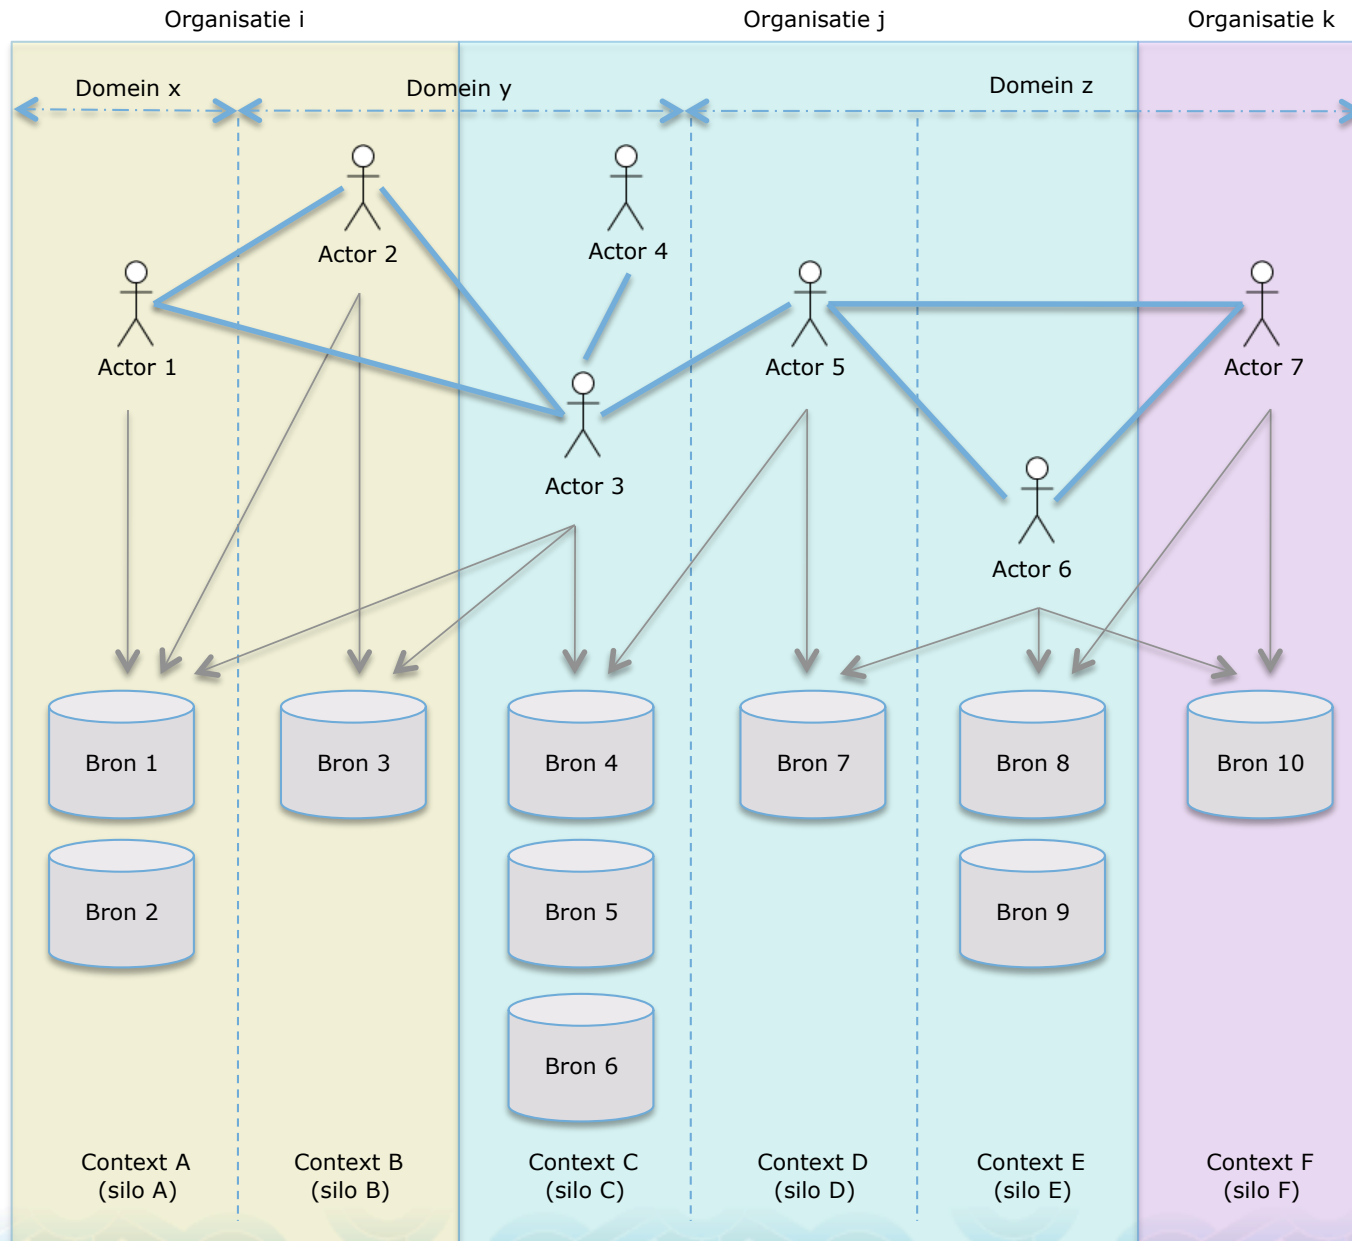 Organisatie i
Organisatie j
Organisatie k
Domein x
Domein y
Domein z
Actor 2
Actor 4
Actor 1
Actor 5
Actor 7
Actor 3
Actor 6
Bron 1
Bron 3
Bron 4
Bron 7
Bron 8
Bron 10
Bron 2
Bron 5
Bron 9
Bron 6
Context A
(silo A)
Context B
(silo B)
Context C
(silo C)
Context D
(silo D)
Context E
(silo E)
Context F
(silo F)